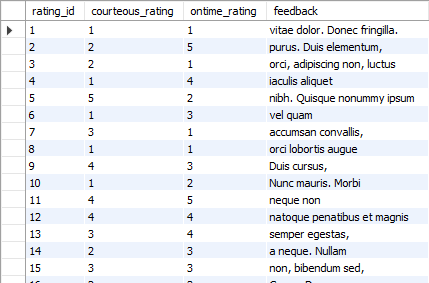 rating_id courteous_rating ontime_rating feedback
1 1 1 vitae dolor. Donec fringilla.
2 2 5 purus. Duis elementum,
3 2 1 orci, adipiscing non, luctus
4 1 4 iaculis aliquet
5 5 2 nibh. Quisque nonummy ipsum
6 1 3 vel quam
7 3 1 accumsan convallis,
8 1 1 orci lobortis augue
9 4 3 Duis cursus,
10 1 2 Nunc mauris. Morbi
11 4 5 neque non
12 4 4 natoque penatibus et magnis
13 3 4 semper egestas,
14 2 3 a neque. Nullam
15 3 3 non, bibendum sed,